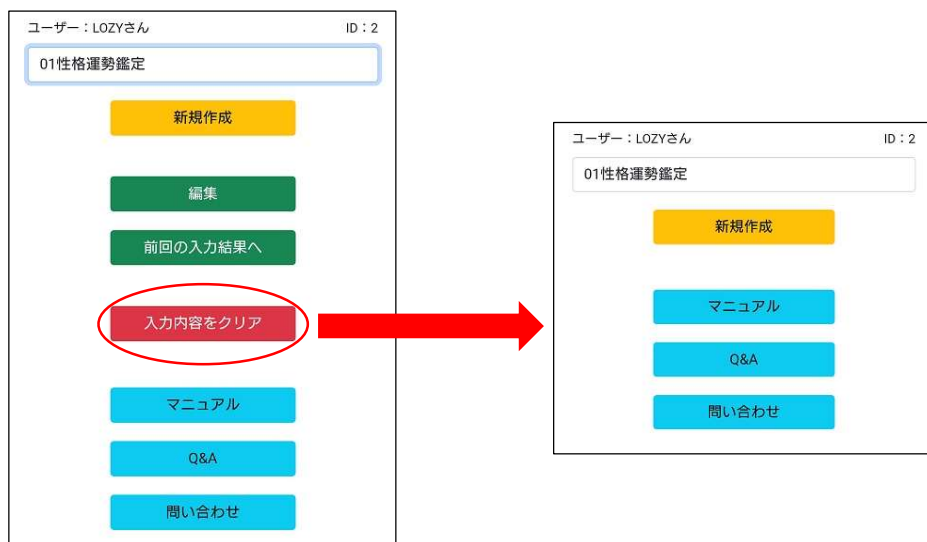 ユーザー：LOZYさん ID：2
01性格運勢鑑定
新規作成
編集
前回の入力結果へ
入力内容をクリア
マニュアル
Q&A
問い合わせ
ユーザー：LOZYさん ID：2
01性格運勢鑑定
新規作成
マニュアル
Q&A
問い合わせ